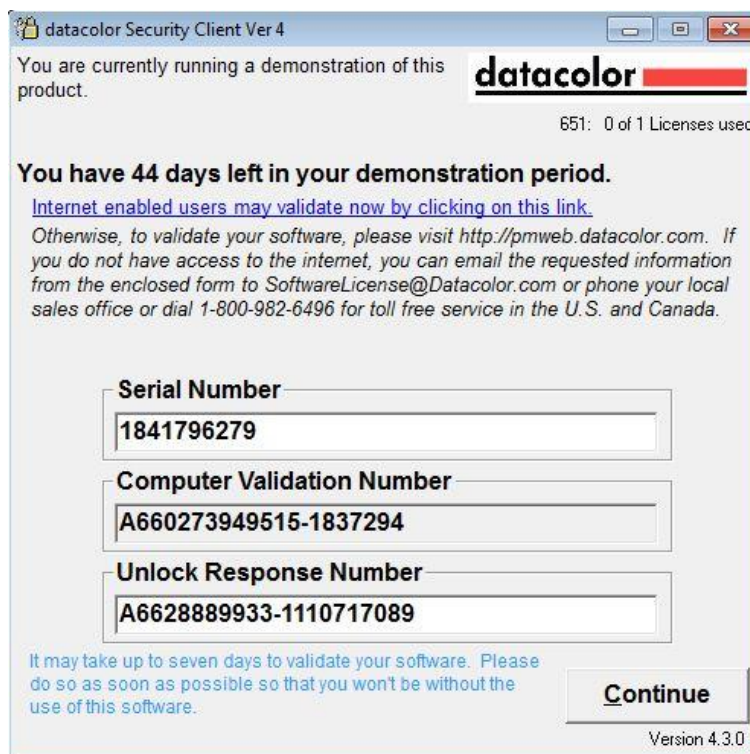 datacolor Security Client Ver 4
You are currently running a demonstration of this
product.
datacolor
651: 0 of 1 Licenses used
You have 44 days left in your demonstration period.
Internet enabled users may validate now by clicking on this link.
Otherwise, to validate your software, please visit http://pmweb.datacolor.com. If
you do not have access to the internet, you can email the requested information
from the enclosed form to SoftwareLicense@Datacolor.com or phone your local
sales office or dial 1-800-982-6496 for toll free service in the U.S. and Canada.
Serial Number
1841796279
Computer Validation Number
A660273949515-1837294
Unlock Response Number
A6628889933-1110717089
It may take up to seven days to validate your software. Please
do so as soon as possible so that you won't be without the
use of this software.
Continue
Version 4.3.0